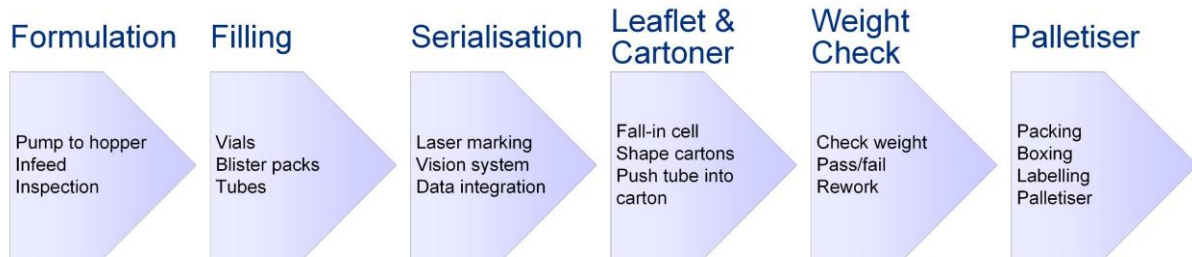 Formulation
Pump to hopper
Infeed
Inspection
Filling
Vials
Blister packs
Tubes
Serialisation
Laser marking
Vision system
Data integration
Leaflet &
Cartoner
Fall-in cell
Shape cartons
Push tube into
carton
Weight
Check
Check weight
Pass/fail
Rework
Palletiser
Packing
Boxing
Labelling
Palletiser